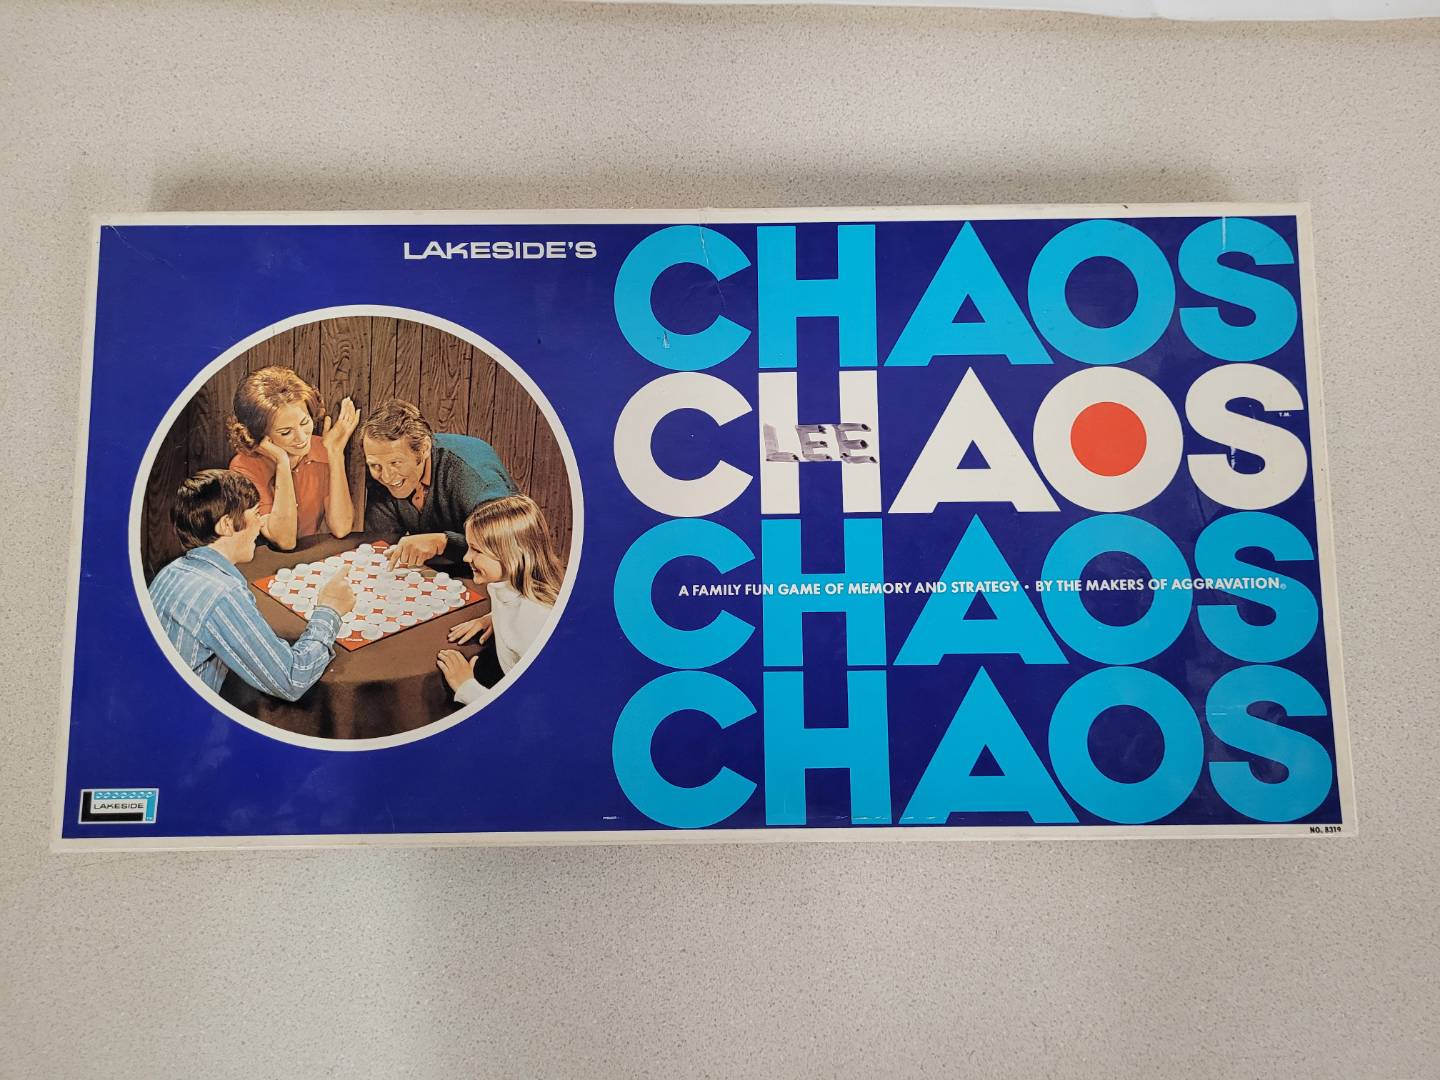 LAKESIDE'S
CHAOS
CHAOS
T.M.
LEE
CHAOS
A FAMILY FUN GAME OF MEMORY AND STRATEGY • BY THE MAKERS OF AGGRAVATION®
CHAOS
LAKESIDE
NO. 8319